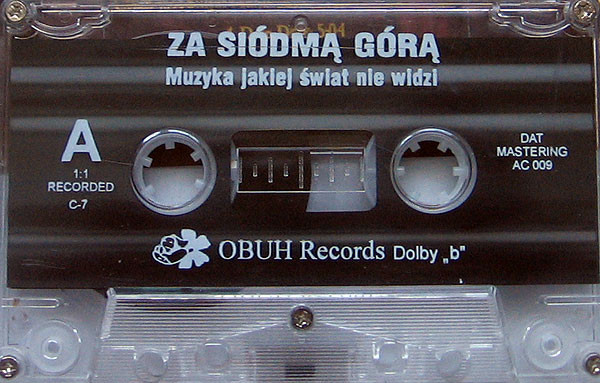 ZA SIÓDMĄ GÓRĄ
Muzyka jakiej świat nie widzi
A
1:1
RECORDED
C-7
DAT
MASTERING
AC 009
OBUH Records Dolby „b"